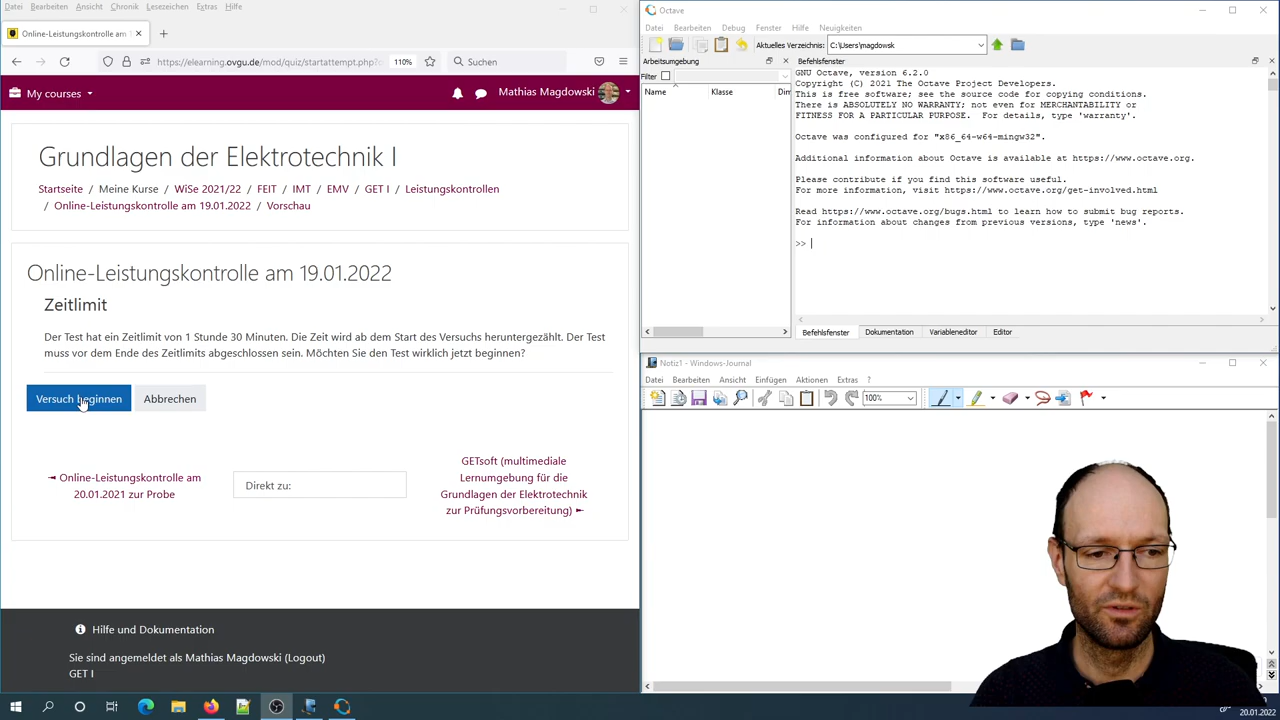 Datei Bearbeiten Ansicht Chronik Lesezeichen Extras Hilfe
Online-Leistungskontrolle am
https://elearning.ovgu.de/mod/quiz/startattempt.php?
110%
Suchen
My courses
Mathias Magdowski
Grundlagen der Elektrotechnik I
Startseite / Meine Kurse / WiSe 2021/22 / FEIT / IMT / EMV / GET I / Leistungskontrollen
/ Online-Leistungskontrolle am 19.01.2022 / Vorschau
Online-Leistungskontrolle am 19.01.2022
Zeitlimit
Der Test hat ein Zeitlimit von 1 Stunde 30 Minuten. Die Zeit wird ab dem Start des Versuchs heruntergezählt. Der Test
muss vor dem Ende des Zeitlimits abgeschlossen sein. Möchten Sie den Test wirklich jetzt beginnen?
Versuch beginnen
Abbrechen
◄ Online-Leistungskontrolle am
20.01.2021 zur Probe
Direkt zu:
GETsoft (multimediale
Lernumgebung für die
Grundlagen der Elektrotechnik
zur Prüfungsvorbereitung) ►
Hilfe und Dokumentation
Sie sind angemeldet als Mathias Magdowski (Logout)
GET I
Octave
Datei Bearbeiten Debug Fenster Hilfe Neuigkeiten
Aktuelles Verzeichnis: C:\Users\magdowsk
Arbeitsumgebung
Filter
Name Klasse Dim
Befehlsfenster
GNU Octave, version 6.2.0
Copyright (C) 2021 The Octave Project Developers.
This is free software; see the source code for copying conditions.
There is ABSOLUTELY NO WARRANTY; not even for MERCHANTABILITY or
FITNESS FOR A PARTICULAR PURPOSE.  For details, type 'warranty'.
Octave was configured for "x86_64-w64-mingw32".
Additional information about Octave is available at https://www.octave.org.
Please contribute if you find this software useful.
For more information, visit https://www.octave.org/get-involved.html
Read https://www.octave.org/bugs.html to learn how to submit bug reports.
For information about changes from previous versions, type 'news'.
>>
Befehlsfenster Dokumentation Variableneditor Editor
Notiz1 - Windows-Journal
Datei Bearbeiten Ansicht Einfügen Aktionen Extras ?
100%
20.01.2022